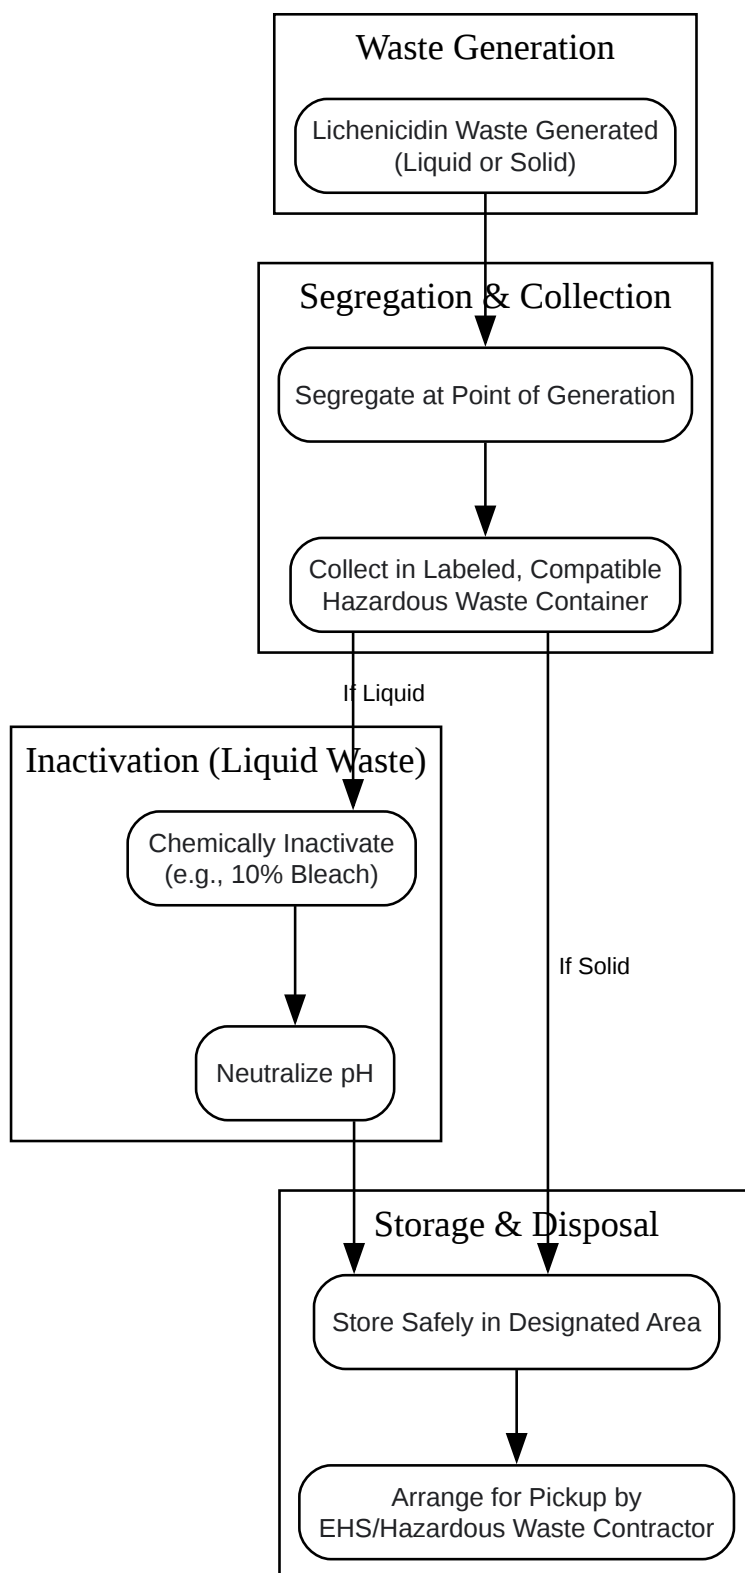 Waste Generation
Lichenicidin Waste Generated
(Liquid or Solid)
Segregation & Collection
Segregate at Point of Generation
Collect in Labeled, Compatible
Hazardous Waste Container
If Liquid
Inactivation (Liquid Waste)
Chemically Inactivate
(e.g., 10% Bleach)
If Solid
Neutralize pH
Storage & Disposal
Store Safely in Designated Area
Arrange for Pickup by
EHS/Hazardous Waste Contractor